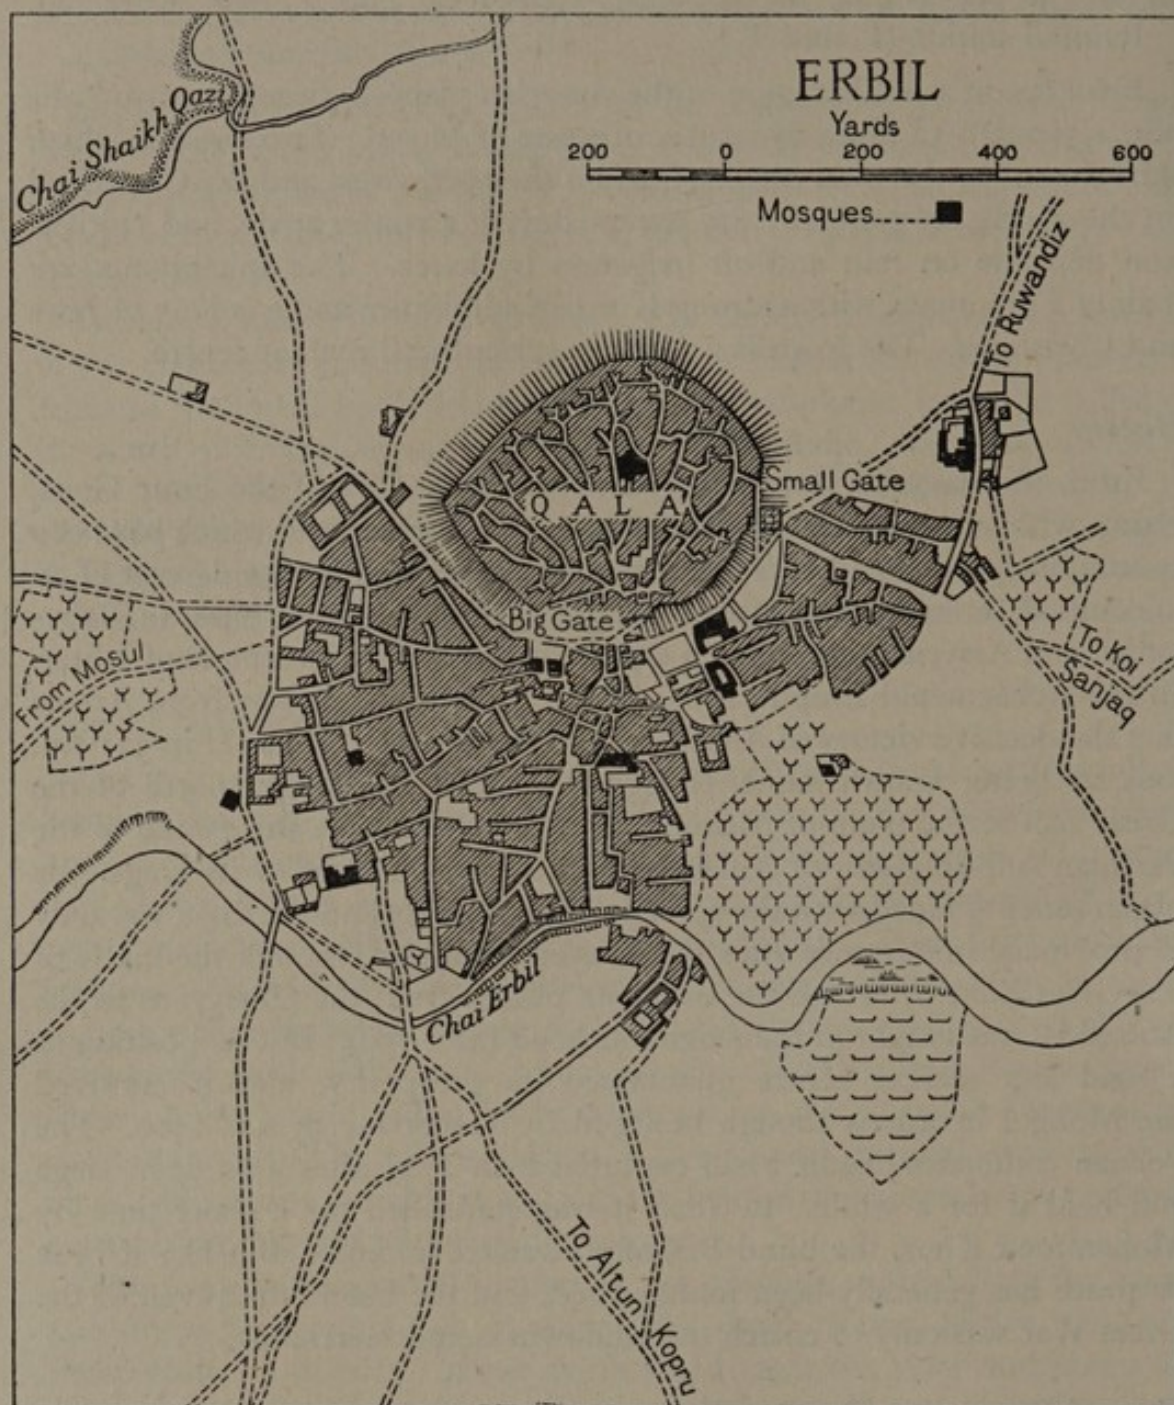 ERBIL
Yards
200 0 200 400 600
Mosques
Chai Shaikh Qazi
To Ruwandiz
Small Gate
QALA
Big Gate
From Mosul
To Koi
Sanjaq
Chai Erbil
To Altun Kopru